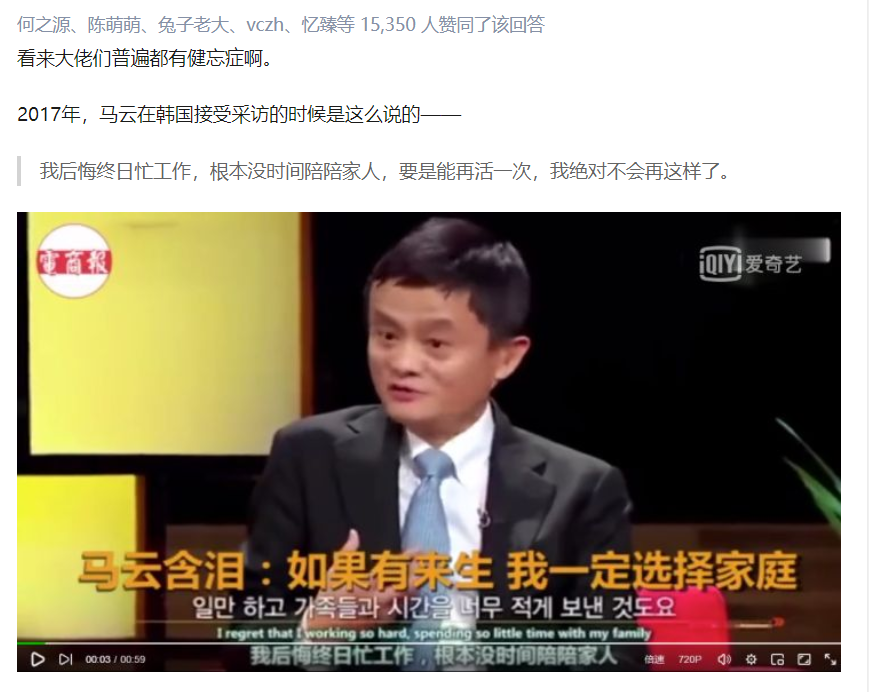 何之源、陈萌萌、兔子老大、vczh、忆臻等 15,350 人赞同了该回答
看来大佬们普遍都有健忘症啊。
2017年，马云在韩国接受采访的时候是这么说的——
我后悔终日忙工作，根本没时间陪陪家人，要是能再活一次，我绝对不会再这样了。
電商報
iQIYI 爱奇艺
马云含泪：如果有来生 我一定选择家庭
일만 하고 가족들과 시간을 너무 적게 보낸 것도요
I regret that I working so hard, spending so little time with my family
我后悔终日忙工作，根本没时间陪陪家人
00:03 / 00:59
倍速
720P